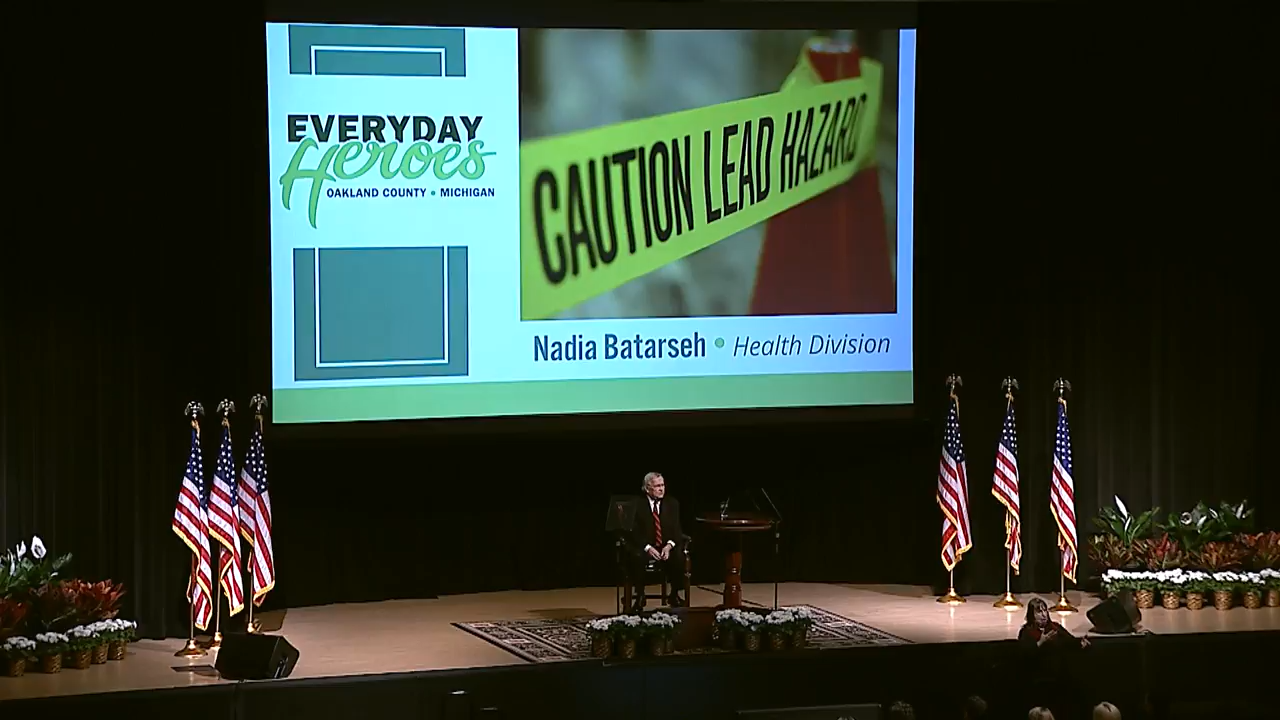 EVERYDAY
Heroes
OAKLAND COUNTY • MICHIGAN
CAUTION LEAD HAZARD
Nadia Batarseh • Health Division